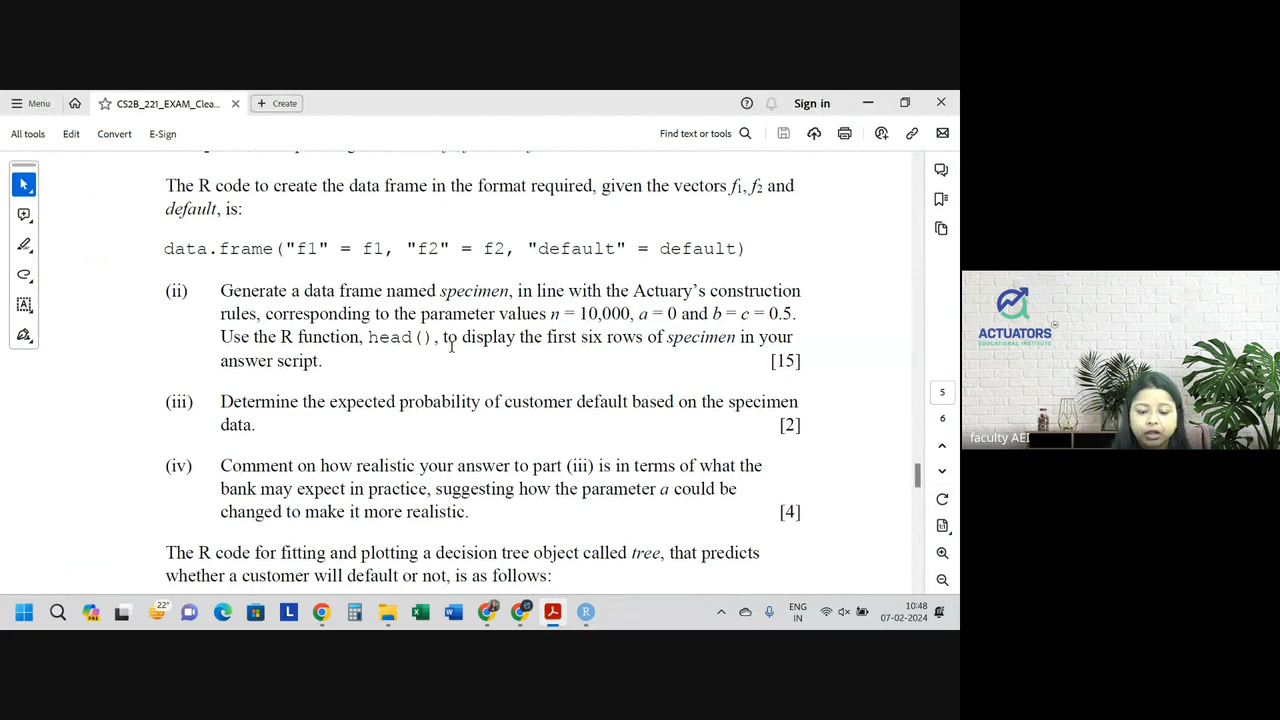 Menu
CS2B_221_EXAM_Clea...
Create
Sign in
All tools
Edit
Convert
E-Sign
Find text or tools
The R code to create the data frame in the format required, given the vectors f1, f2 and
default, is:
data.frame("f1" = f1, "f2" = f2, "default" = default)
(ii) Generate a data frame named specimen, in line with the Actuary's construction
rules, corresponding to the parameter values n = 10,000, a = 0 and b = c = 0.5.
Use the R function, head(), to display the first six rows of specimen in your
answer script. [15]
(iii) Determine the expected probability of customer default based on the specimen
data. [2]
(iv) Comment on how realistic your answer to part (iii) is in terms of what the
bank may expect in practice, suggesting how the parameter a could be
changed to make it more realistic. [4]
The R code for fitting and plotting a decision tree object called tree, that predicts
whether a customer will default or not, is as follows:
5
6
ACTUATORS
EDUCATIONAL INSTITUTE
faculty AEI
22°
ENG
IN
10:48
07-02-2024